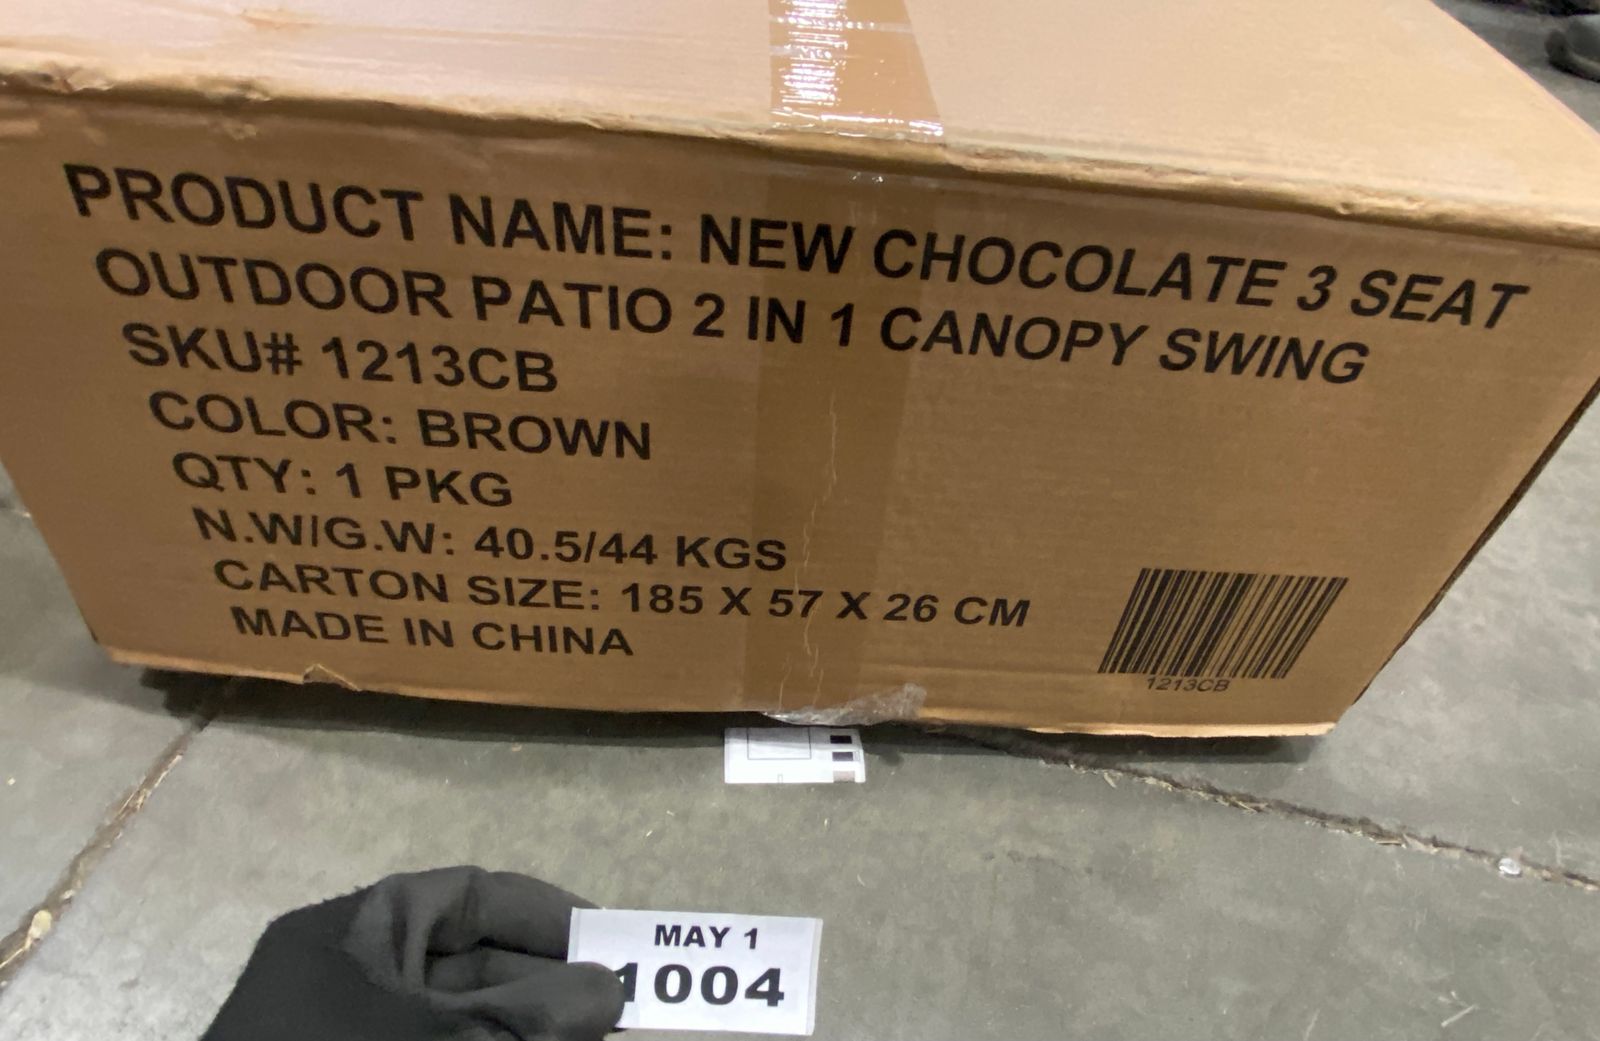 PRODUCT NAME: NEW CHOCOLATE 3 SEAT
OUTDOOR PATIO 2 IN 1 CANOPY SWING
SKU# 1213CB
COLOR: BROWN
QTY: 1 PKG
N.W/G.W: 40.5/44 KGS
CARTON SIZE: 185 X 57 X 26 CM
MADE IN CHINA
1213CB
MAY 1
1004